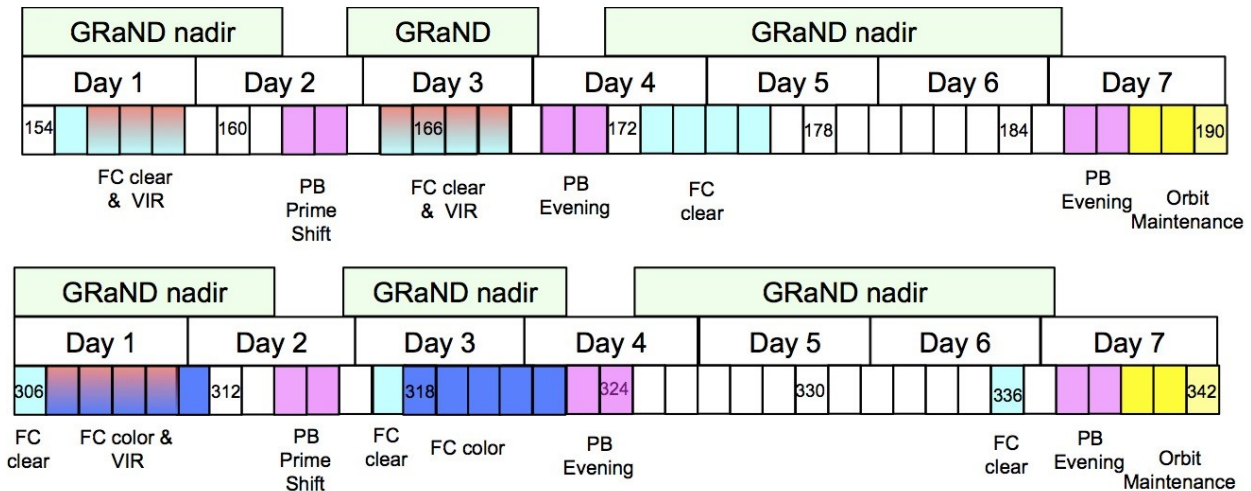 GRaND nadir GRaND GRaND nadir
Day 1 Day 2 Day 3 Day 4 Day 5 Day 6 Day 7
154 160 166 172 178 184 190
FC clear
& VIR
PB
Prime
Shift
FC clear
& VIR
PB
Evening
FC
clear
PB
Evening
Orbit
Maintenance
GRaND nadir GRaND nadir GRaND nadir
Day 1 Day 2 Day 3 Day 4 Day 5 Day 6 Day 7
306 312 318 324 330 336 342
FC
clear
FC color &
VIR
PB
Prime
Shift
FC
clear
FC color
PB
Evening
FC
clear
PB
Evening
Orbit
Maintenance